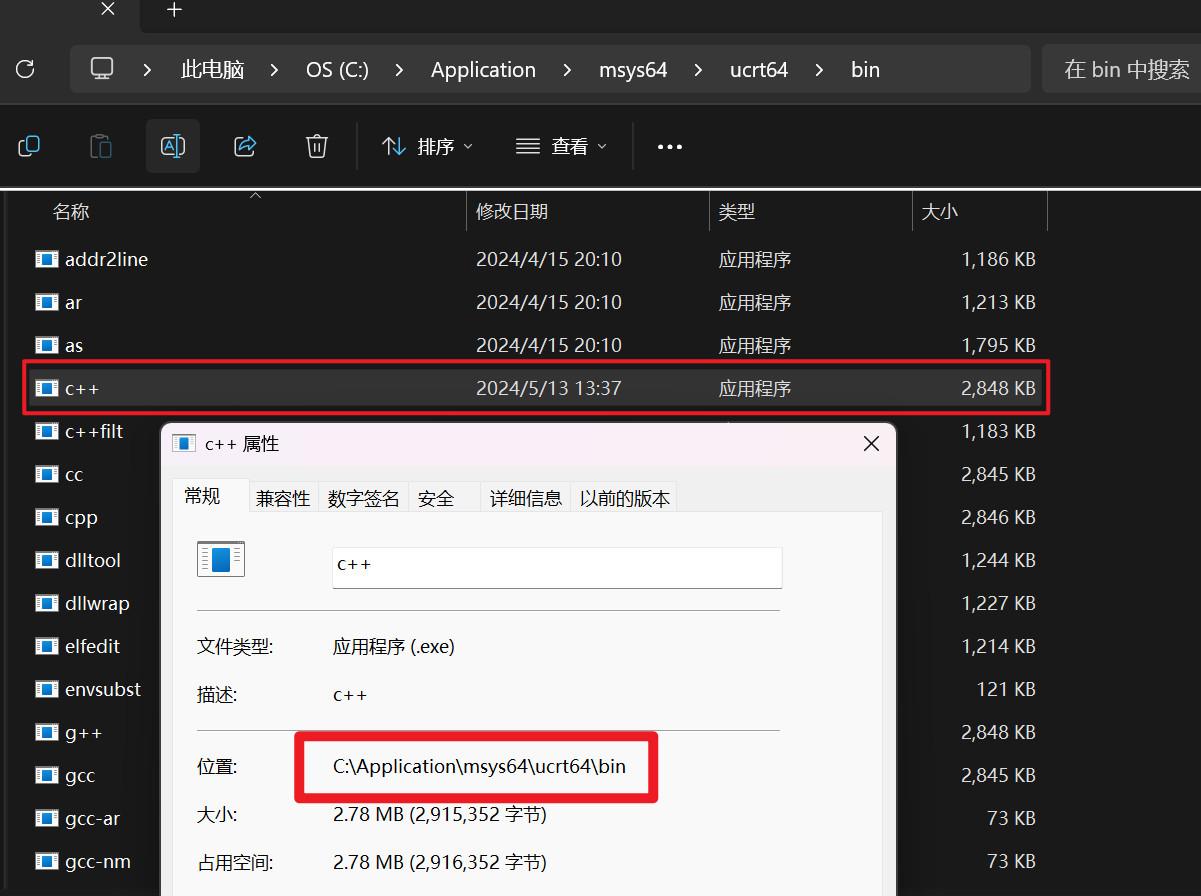 此电脑 OS (C:) Application msys64 ucrt64 bin 在 bin 中搜索
排序 查看
名称 修改日期 类型 大小
addr2line 2024/4/15 20:10 应用程序 1,186 KB
ar 2024/4/15 20:10 应用程序 1,213 KB
as 2024/4/15 20:10 应用程序 1,795 KB
c++ 2024/5/13 13:37 应用程序 2,848 KB
c++filt 1,183 KB
cc 2,845 KB
cpp 2,846 KB
dlltool 1,244 KB
dllwrap 1,227 KB
elfedit 1,214 KB
envsubst 121 KB
g++ 2,848 KB
gcc 2,845 KB
gcc-ar 73 KB
gcc-nm 73 KB
c++ 属性
常规 兼容性 数字签名 安全 详细信息 以前的版本
c++
文件类型: 应用程序 (.exe)
描述: c++
位置: C:\Application\msys64\ucrt64\bin
大小: 2.78 MB (2,915,352 字节)
占用空间: 2.78 MB (2,916,352 字节)